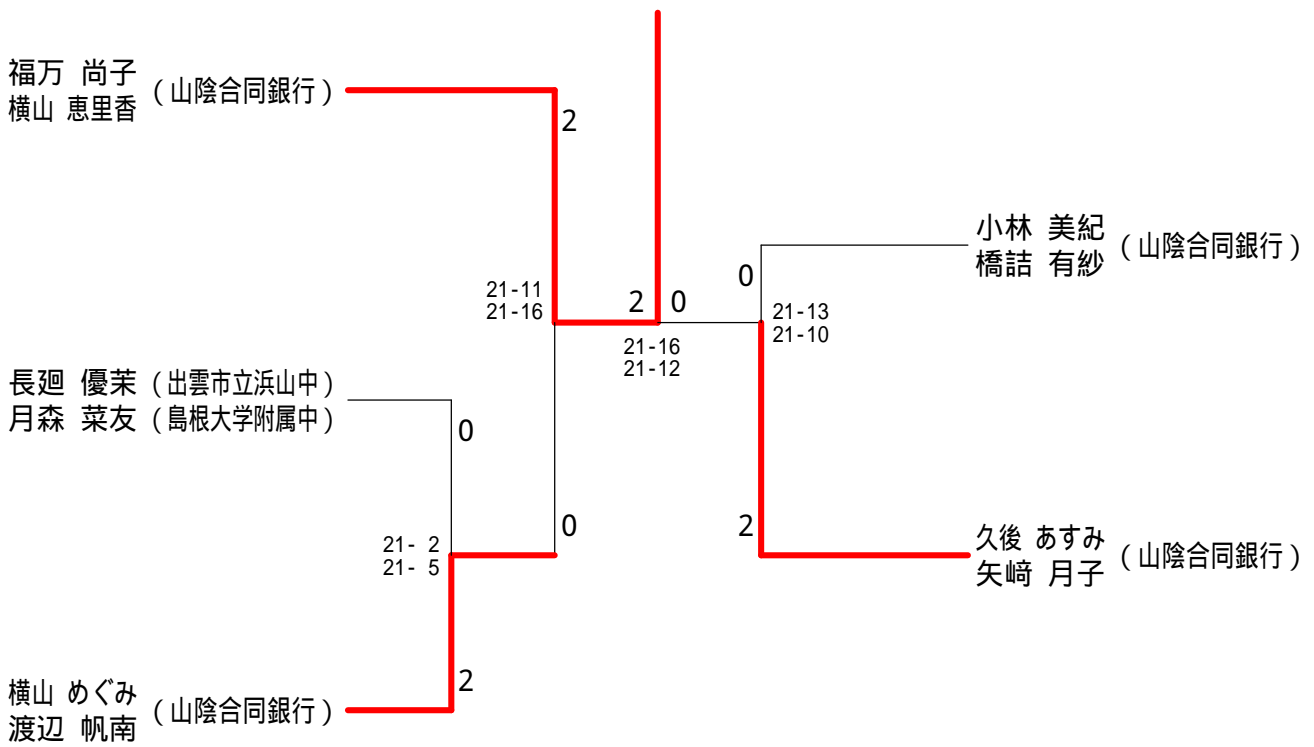 福万 尚子
横山 恵里香
(山陰合同銀行)
2
小林 美紀
橋詰 有紗
(山陰合同銀行)
0
21-11
21-16
2 0
21-13
21-10
21-16
21-12
長廻 優茉 (出雲市立浜山中)
月森 菜友 (島根大学附属中)
0
0
2
21- 2
21- 5
久後 あすみ
矢﨑 月子
(山陰合同銀行)
2
横山 めぐみ
渡辺 帆南
(山陰合同銀行)